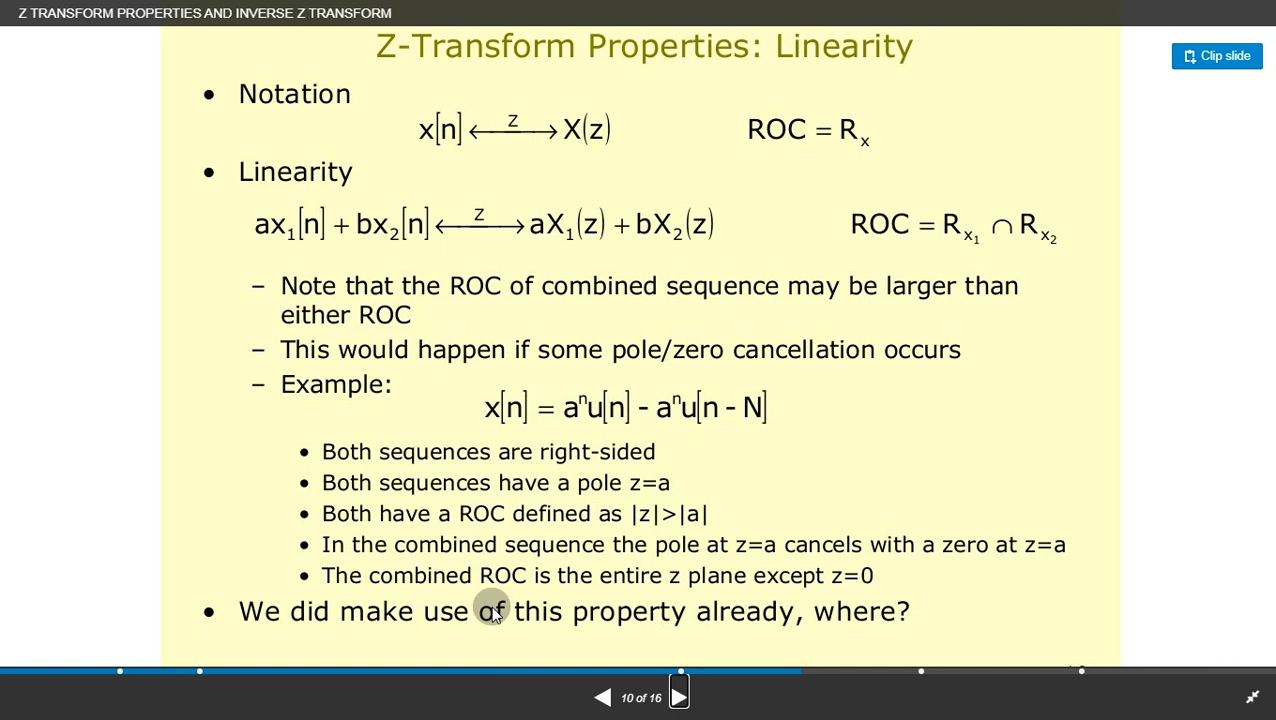 Z TRANSFORM PROPERTIES AND INVERSE Z TRANSFORM
Z-Transform Properties: Linearity
Clip slide
• Notation
x[n] ←Z→ X(z) ROC = Rₓ
• Linearity
ax₁[n] + bx₂[n] ←Z→ aX₁(z) + bX₂(z) ROC = Rₓ₁ ∩ Rₓ₂
– Note that the ROC of combined sequence may be larger than
either ROC
– This would happen if some pole/zero cancellation occurs
– Example:
x[n] = aⁿu[n] - aⁿu[n - N]
• Both sequences are right-sided
• Both sequences have a pole z=a
• Both have a ROC defined as |z|>|a|
• In the combined sequence the pole at z=a cancels with a zero at z=a
• The combined ROC is the entire z plane except z=0
• We did make use of this property already, where?
10 of 16